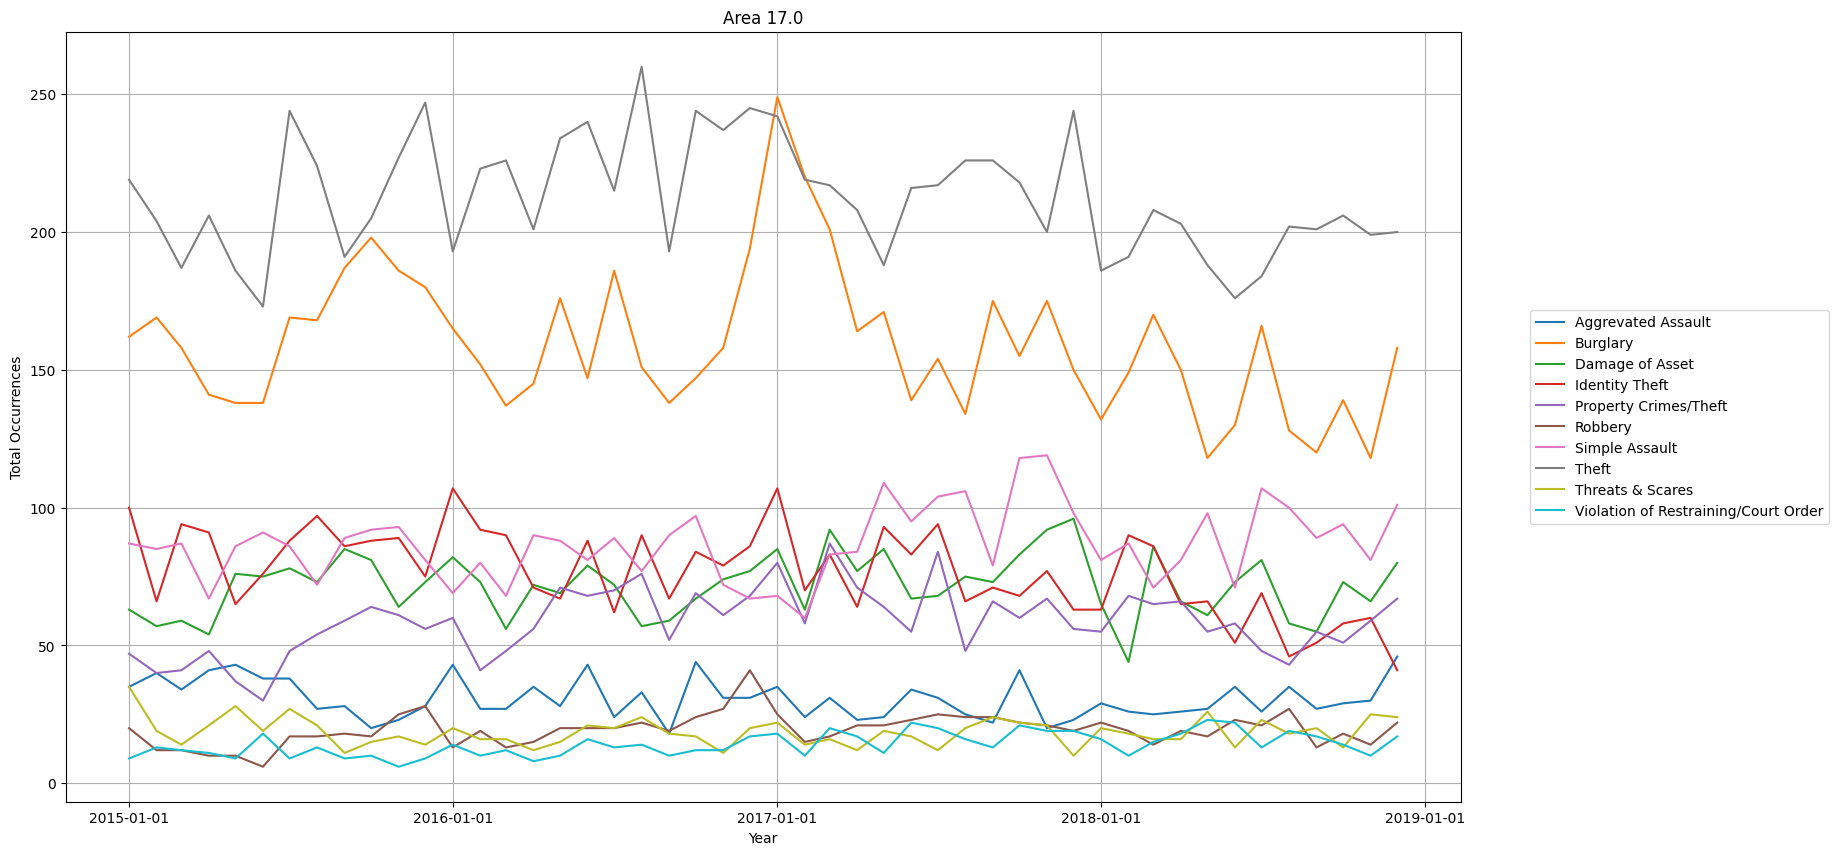 Area 17.0
250
200
150
100
50
0
Total Occurrences
2015-01-01
2016-01-01
2017-01-01
2018-01-01
2019-01-01
Year
Aggrevated Assault
Burglary
Damage of Asset
Identity Theft
Property Crimes/Theft
Robbery
Simple Assault
Theft
Threats & Scares
Violation of Restraining/Court Order